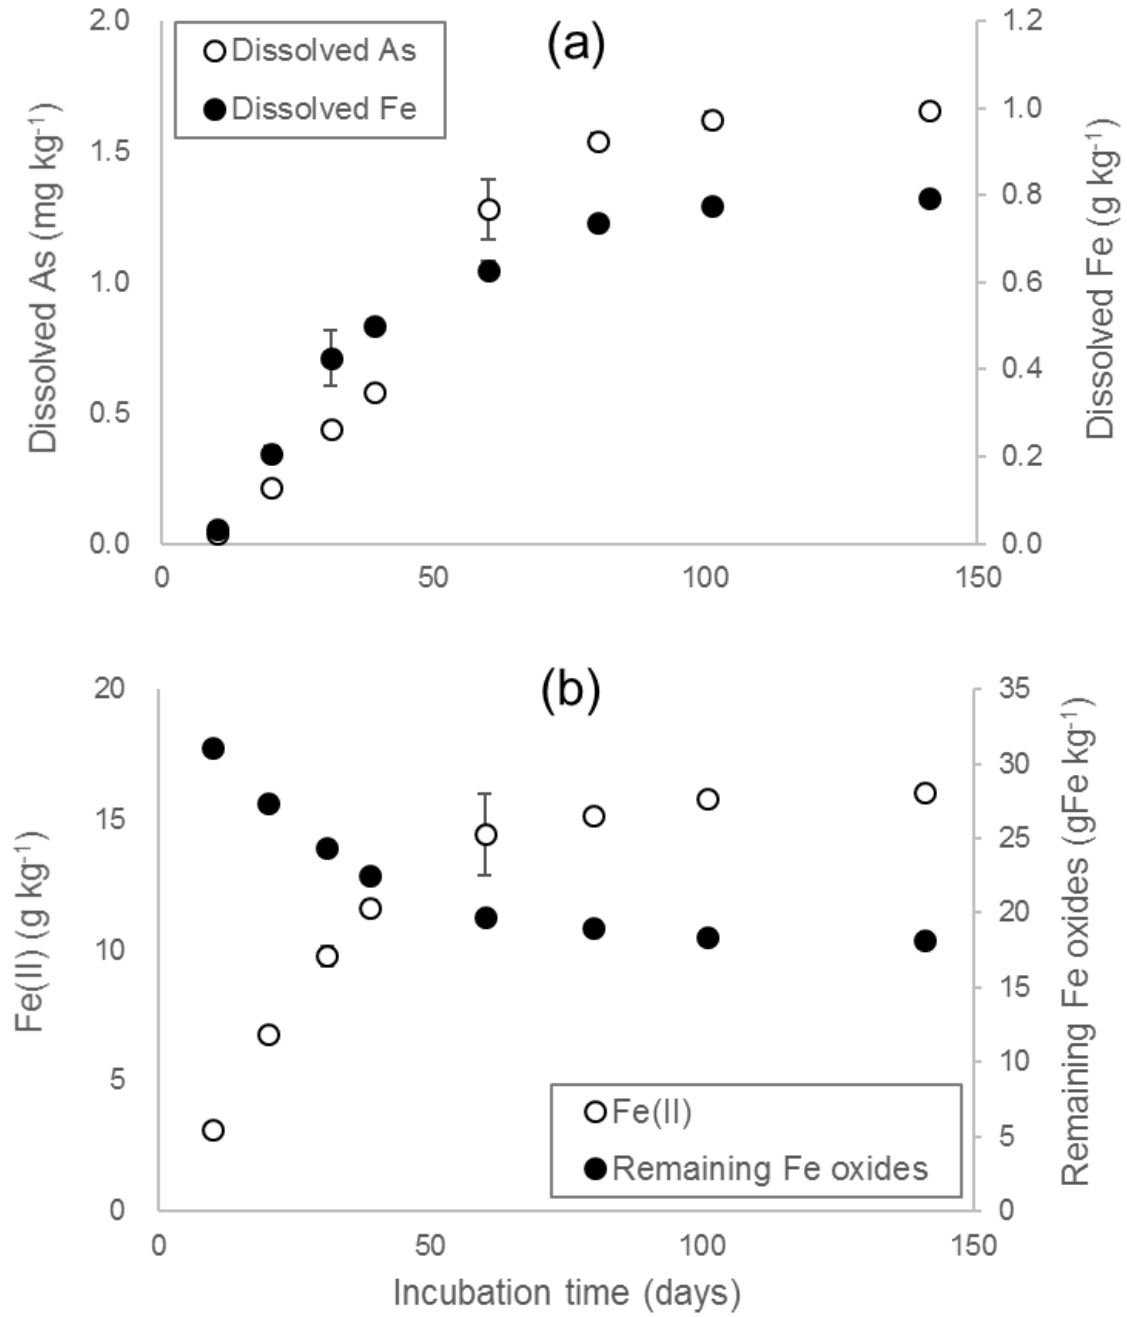 (a)
Dissolved As
Dissolved Fe
Dissolved As (mg kg-1)
2.0
1.5
1.0
0.5
0.0
Dissolved Fe (g kg-1)
1.2
1.0
0.8
0.6
0.4
0.2
0.0
0 50 100 150
(b)
Fe(II) (g kg-1)
20
15
10
5
0
Remaining Fe oxides (gFe kg-1)
35
30
25
20
15
10
5
0
Fe(II)
Remaining Fe oxides
0 50 100 150
Incubation time (days)